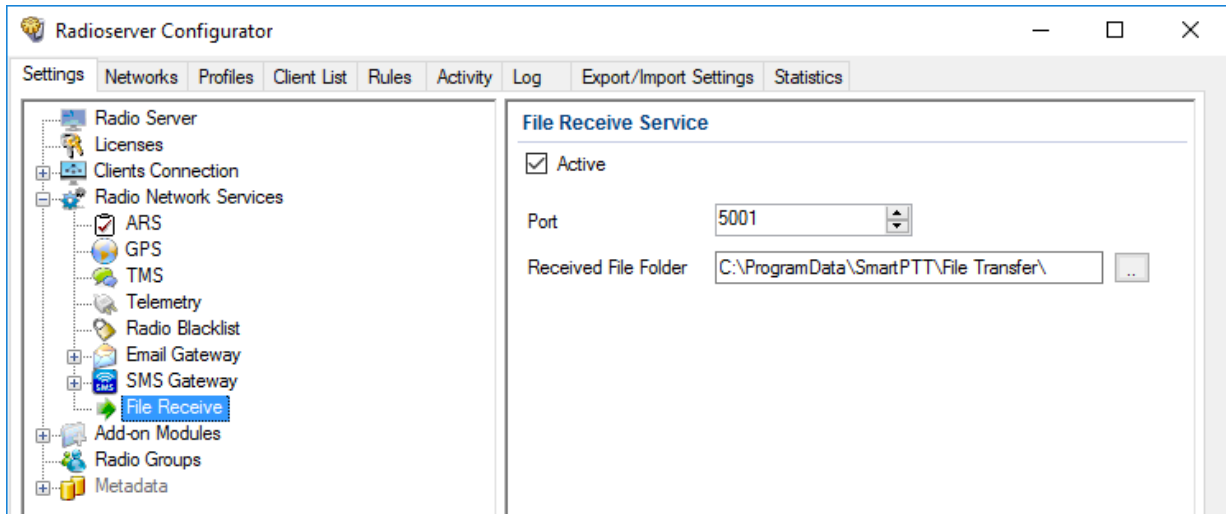 Radioserver Configurator
Settings Networks Profiles Client List Rules Activity Log Export/Import Settings Statistics
Radio Server
Licenses
Clients Connection
Radio Network Services
ARS
GPS
TMS
Telemetry
Radio Blacklist
Email Gateway
SMS
SMS Gateway
File Receive
Add-on Modules
Radio Groups
Metadata
File Receive Service
Active
Port 5001
Received File Folder C:\ProgramData\SmartPTT\File Transfer\ ..